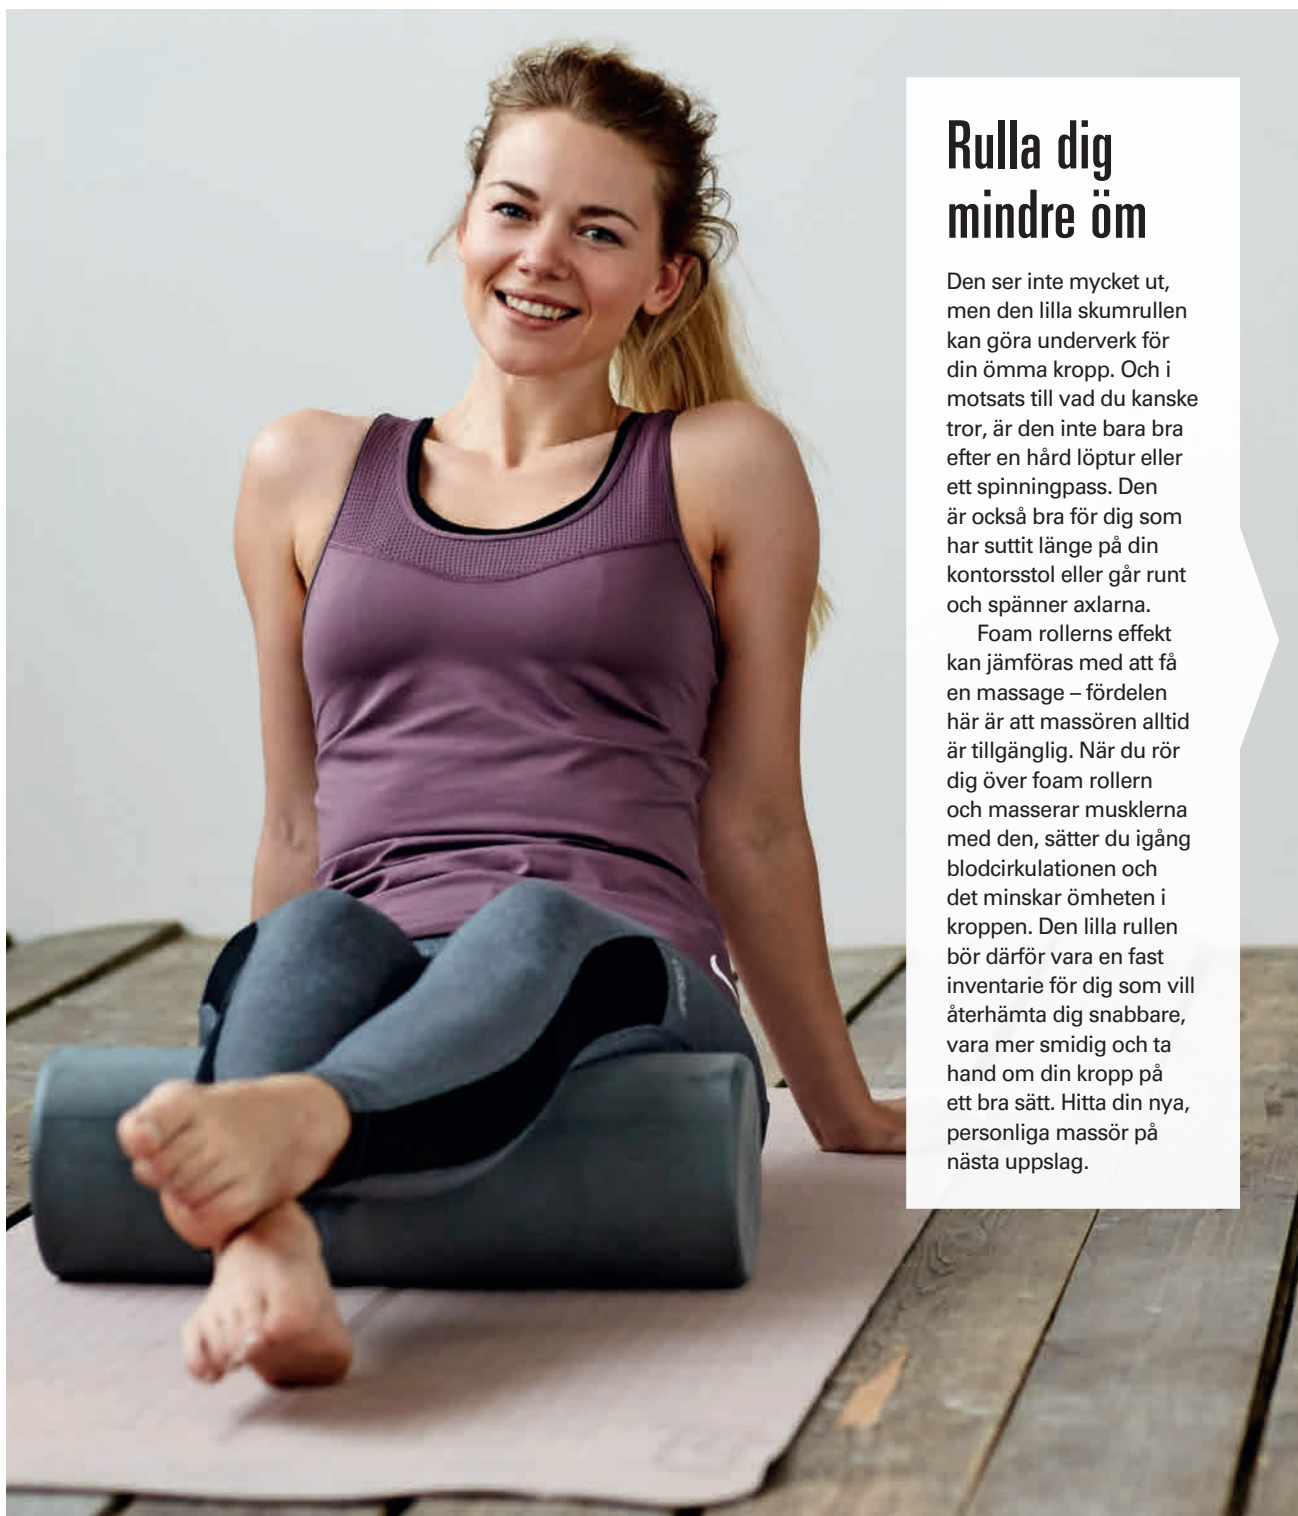 Rulla dig
mindre öm
Den ser inte mycket ut,
men den lilla skumrullen
kan göra underverk för
din ömma kropp. Och i
motsats till vad du kanske
tror, är den inte bara bra
efter en hård löptur eller
ett spinningpass. Den
är också bra för dig som
har suttit länge på din
kontorsstol eller går runt
och spänner axlarna.
Foam rollerns effekt
kan jämföras med att få
en massage – fördelen
här är att massören alltid
är tillgänglig. När du rör
dig över foam rollern
och masserar musklerna
med den, sätter du igång
blodcirkulationen och
det minskar ömheten i
kroppen. Den lilla rullen
bör därför vara en fast
inventarie för dig som vill
återhämta dig snabbare,
vara mer smidig och ta
hand om din kropp på
ett bra sätt. Hitta din nya,
personliga massör på
nästa uppslag.